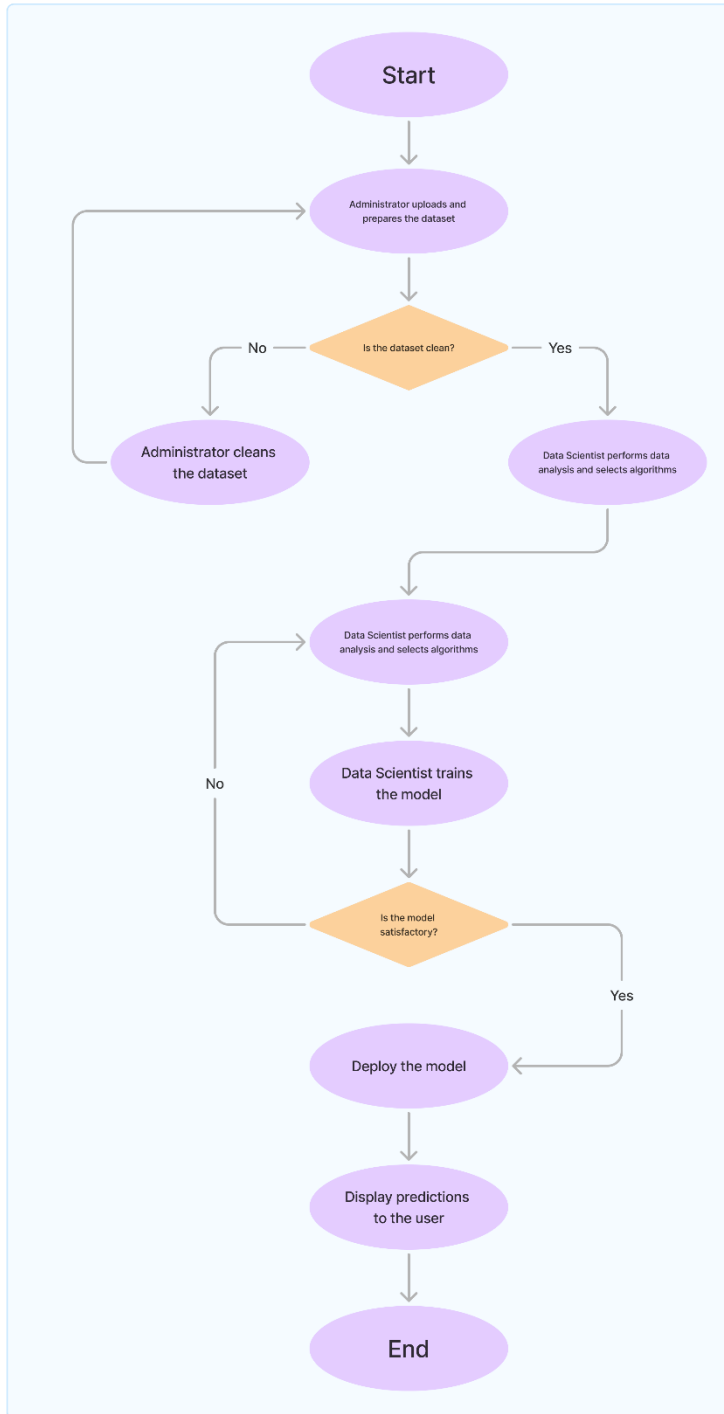 Start
Administrator uploads and
prepares the dataset
Is the dataset clean?
No
Yes
Administrator cleans
the dataset
Data Scientist performs data
analysis and selects algorithms
Data Scientist performs data
analysis and selects algorithms
Data Scientist trains
the model
No
Is the model
satisfactory?
Yes
Deploy the model
Display predictions
to the user
End